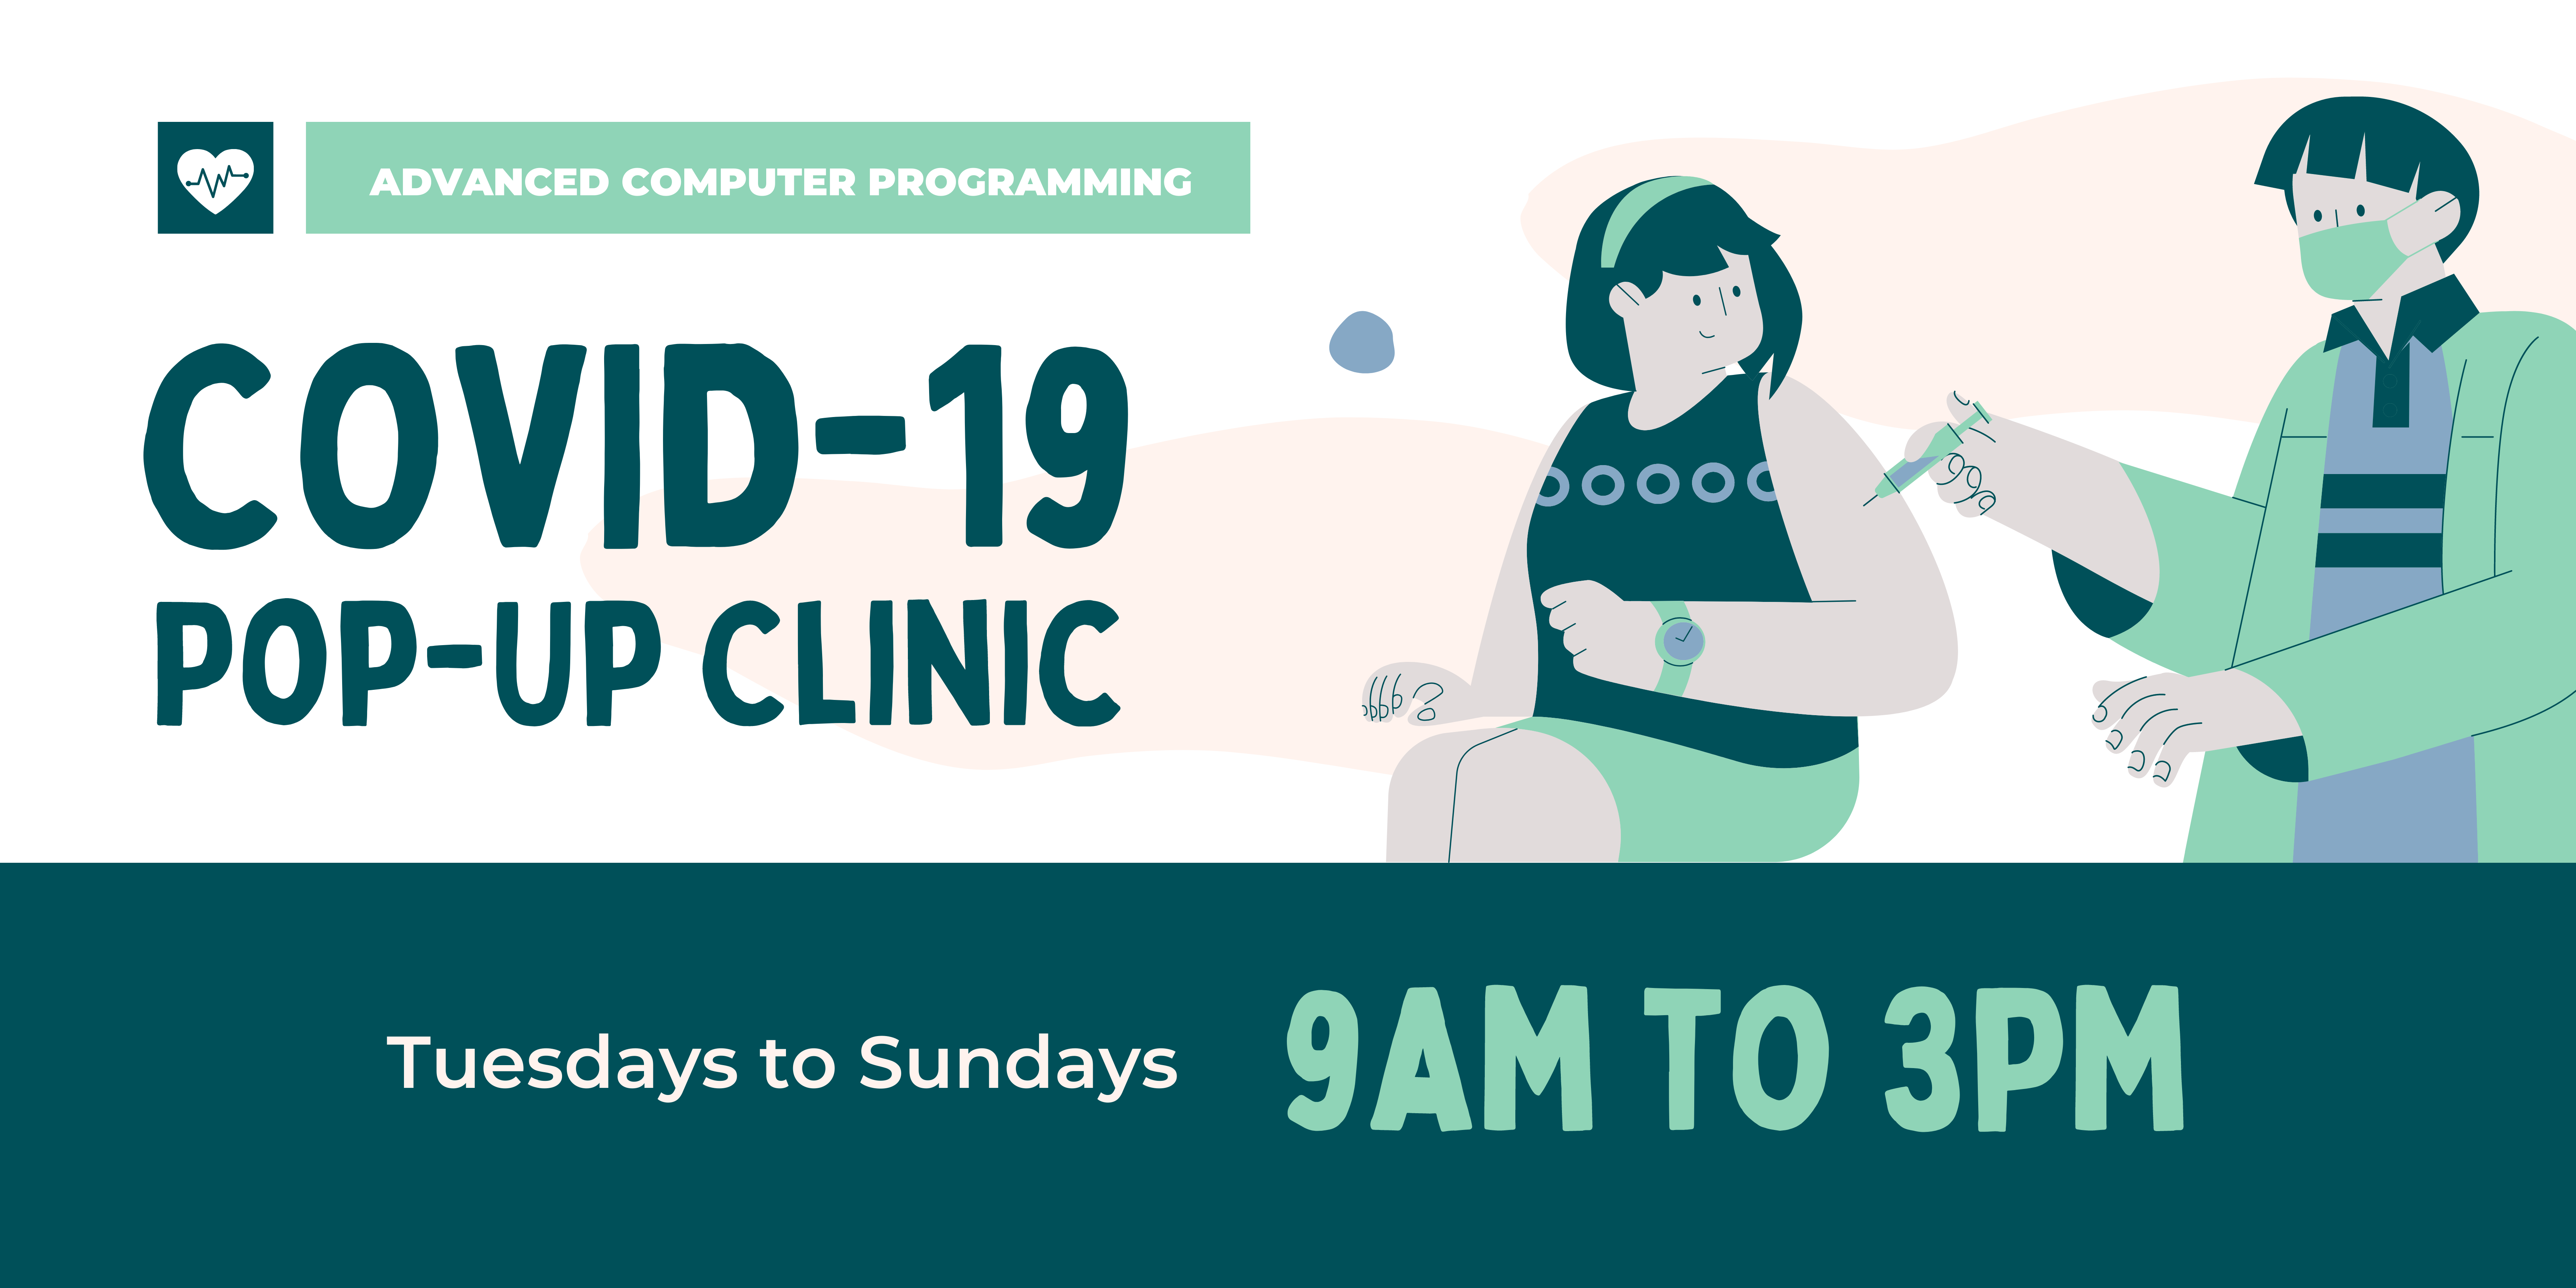 ADVANCED COMPUTER PROGRAMMING
COVID-19
POP-UP CLINIC
Tuesdays to Sundays
9AM TO 3PM